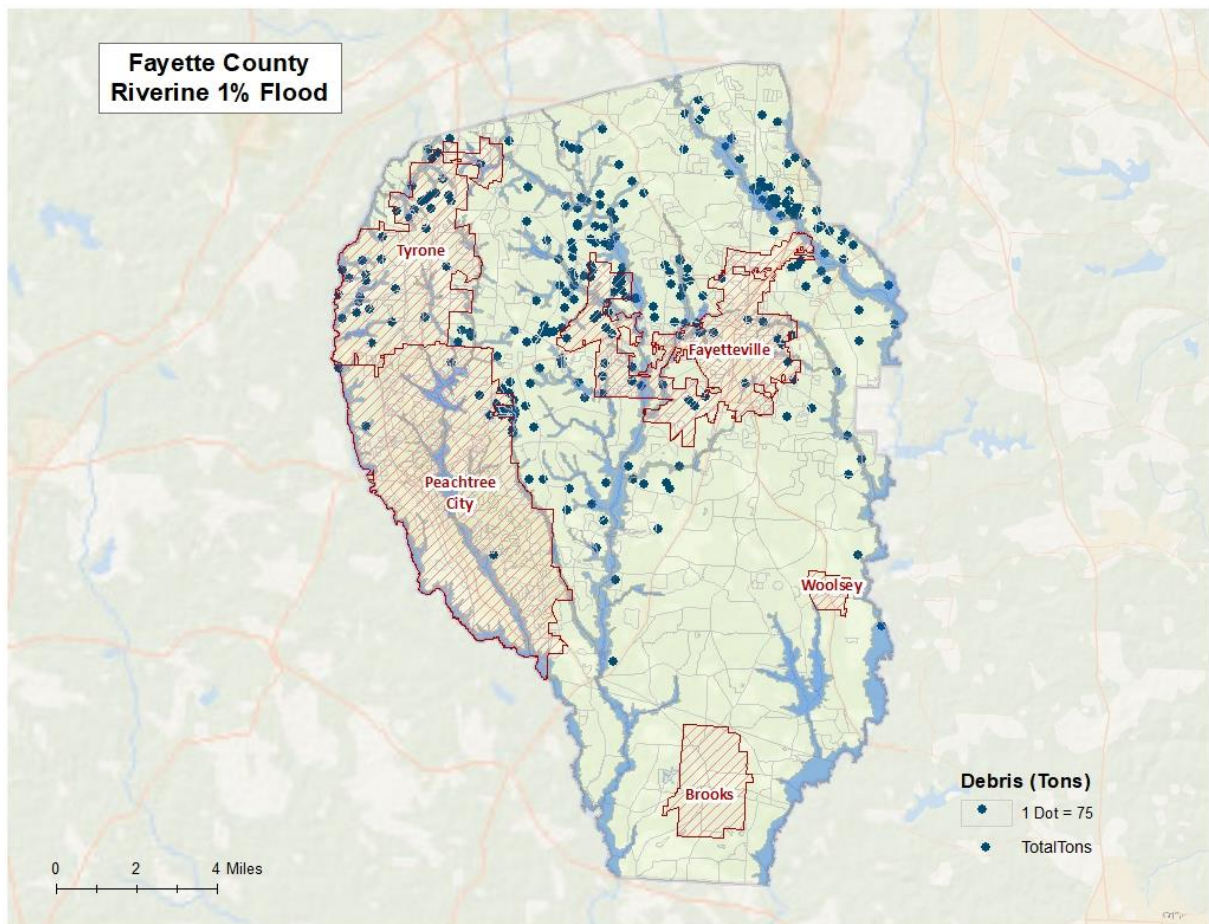 Fayette County
Riverine 1% Flood
Tyrone
Fayetteville
Peachtree
City
Woolsey
Brooks
Debris (Tons)
1 Dot = 75
TotalTons
0 2 4 Miles